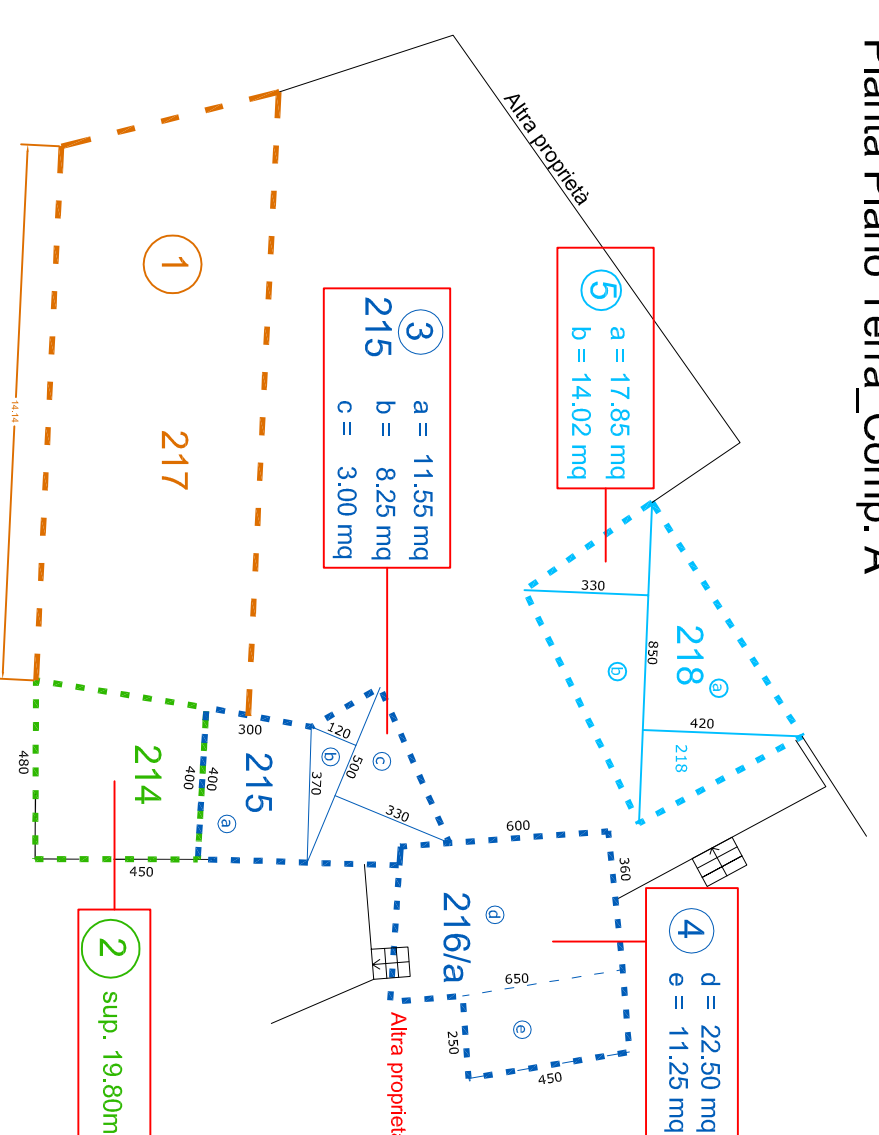 Pianta Piano Terra_Comp. A
Altra proprietà
5
a = 17.85 mq
b = 14.02 mq
3
215
a = 11.55 mq
b = 8.25 mq
c = 3.00 mq
1
217
14.14
218
a
b
330
850
420
218
214
480
400
450
300
400
215
a
b
c
120
500
370
330
600
360
216/a
d
650
e
250
450
4
d = 22.50 mq
e = 11.25 mq
2
sup. 19.80m
Altra proprietà